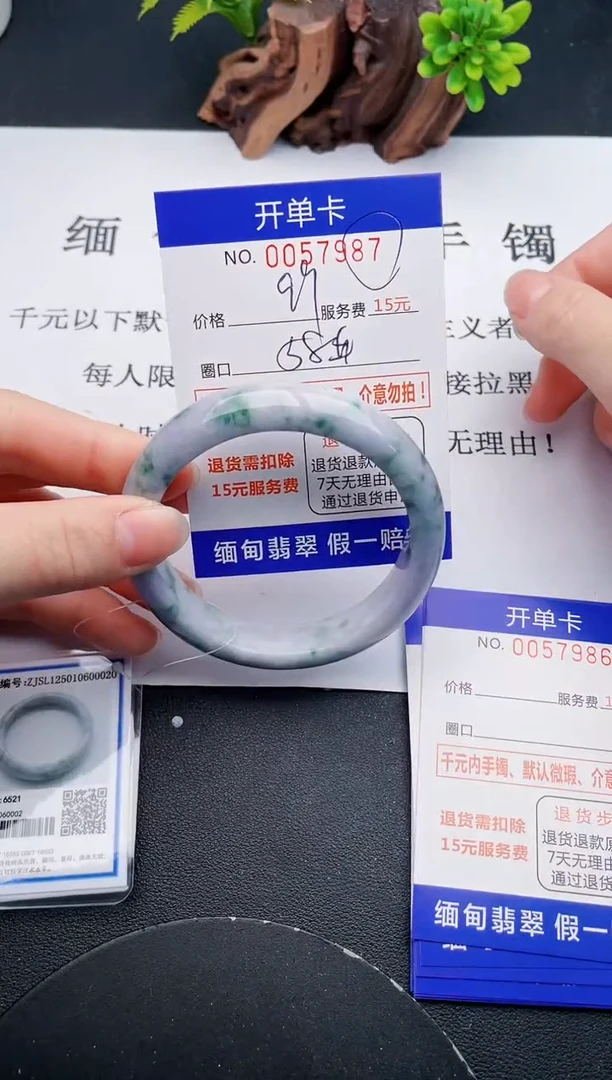 缅 手 镯
千元以下默 主义者
每人限 接拉黑
无理由！
开单卡
NO. 0057987
价格 99 服务费 15元
圈口 58
介意勿拍！
退货需扣除
15元服务费
退
退货退款
7天无理由
通过退货申
缅甸翡翠 假一赔
编号:ZJSL125010600020
:6521
060002
开单卡
NO. 0057986
价格 服务费 1
圈口
千元内手镯、默认微瑕、介意
退货需扣除
15元服务费
退货步
退货退款原
7天无理由
通过退货
缅甸翡翠 假一